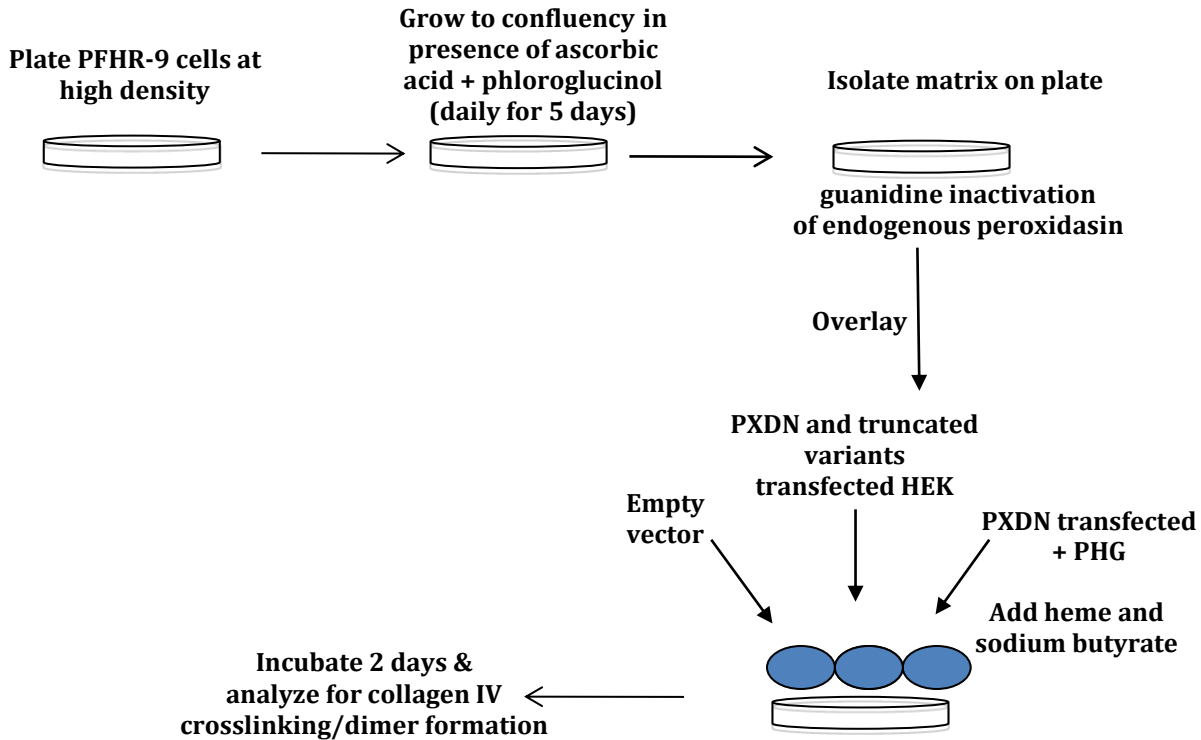 Plate PFHR-9 cells at
high density
Grow to confluency in
presence of ascorbic
acid + phloroglucinol
(daily for 5 days)
Isolate matrix on plate
guanidine inactivation
of endogenous peroxidasin
Overlay
PXDN and truncated
variants
transfected HEK
Empty
vector
PXDN transfected
+ PHG
Add heme and
sodium butyrate
Incubate 2 days &
analyze for collagen IV
crosslinking/dimer formation